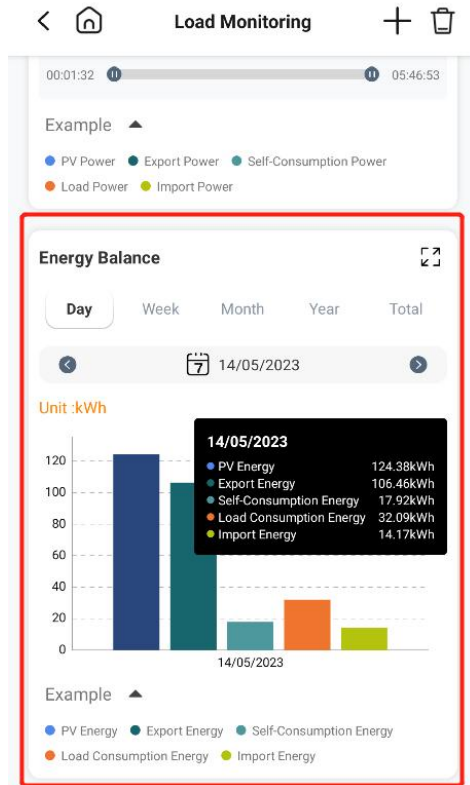 Load Monitoring
00:01:32 05:46:53
Example
PV Power Export Power Self-Consumption Power
Load Power Import Power
Energy Balance
Day Week Month Year Total
7 14/05/2023
Unit :kWh
14/05/2023
PV Energy 124.38kWh
Export Energy 106.46kWh
Self-Consumption Energy 17.92kWh
Load Consumption Energy 32.09kWh
Import Energy 14.17kWh
120
100
80
60
40
20
0
14/05/2023
Example
PV Energy Export Energy Self-Consumption Energy
Load Consumption Energy Import Energy